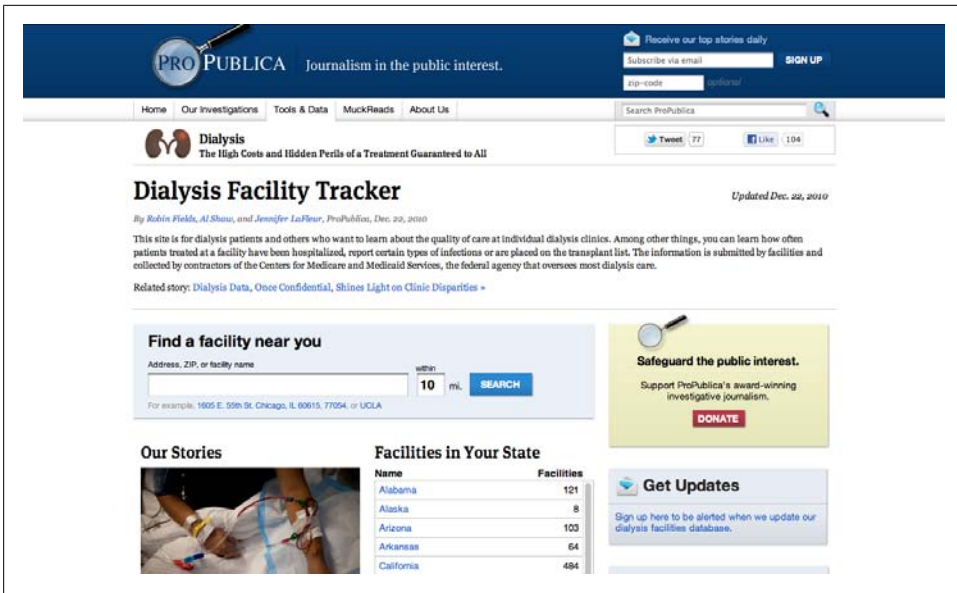 PRO PUBLICA Journalism in the public interest.
Receive our top stories daily
Subscribe via email SIGN UP
zip-code optional
Home Our Investigations Tools & Data MuckReads About Us
Search ProPublica
Dialysis
The High Costs and Hidden Perils of a Treatment Guaranteed to All
Tweet 77 Like 104
Dialysis Facility Tracker
Updated Dec. 22, 2010
By Robin Fields, Al Shaw, and Jennifer LaFleur, ProPublica, Dec. 22, 2010
This site is for dialysis patients and others who want to learn about the quality of care at individual dialysis clinics. Among other things, you can learn how often
patients treated at a facility have been hospitalized, report certain types of infections or are placed on the transplant list. The information is submitted by facilities and
collected by contractors of the Centers for Medicare and Medicaid Services, the federal agency that oversees most dialysis care.
Related story: Dialysis Data, Once Confidential, Shines Light on Clinic Disparities »
Find a facility near you
Address, ZIP, or facility name
within
10 mi. SEARCH
For example, 1605 E. 55th St. Chicago, IL 60615, 77054, or UCLA
Safeguard the public interest.
Support ProPublica's award-winning
investigative journalism.
DONATE
Our Stories
Facilities in Your State
Name Facilities
Alabama 121
Alaska 8
Arizona 103
Arkansas 64
California 484
Get Updates
Sign up here to be alerted when we update our
dialysis facilities database.